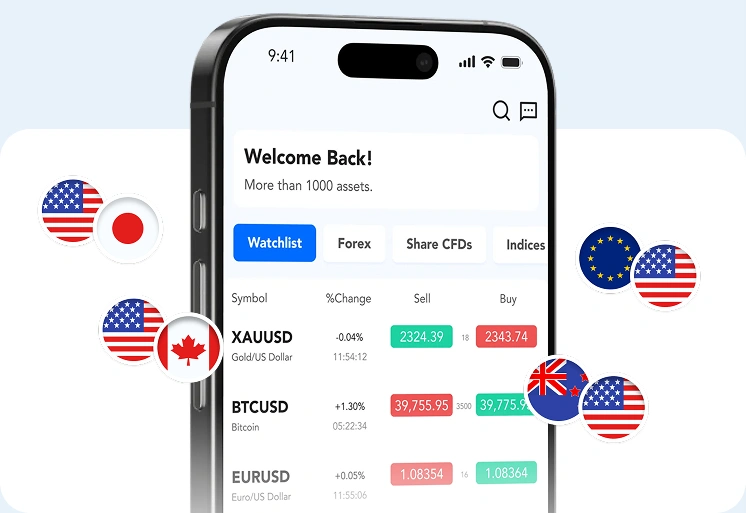 9:41
Welcome Back!
More than 1000 assets.
Watchlist Forex Share CFDs Indices
Symbol %Change Sell Buy
XAUUSD -0.04% 2324.39 18 2343.74
Gold/US Dollar 11:54:12
BTCUSD +1.30% 39,755.95 3500 39,775.9
Bitcoin 05:22:34
EURUSD +0.05% 1.08354 16 1.08364
Euro/US Dollar 11:55:06